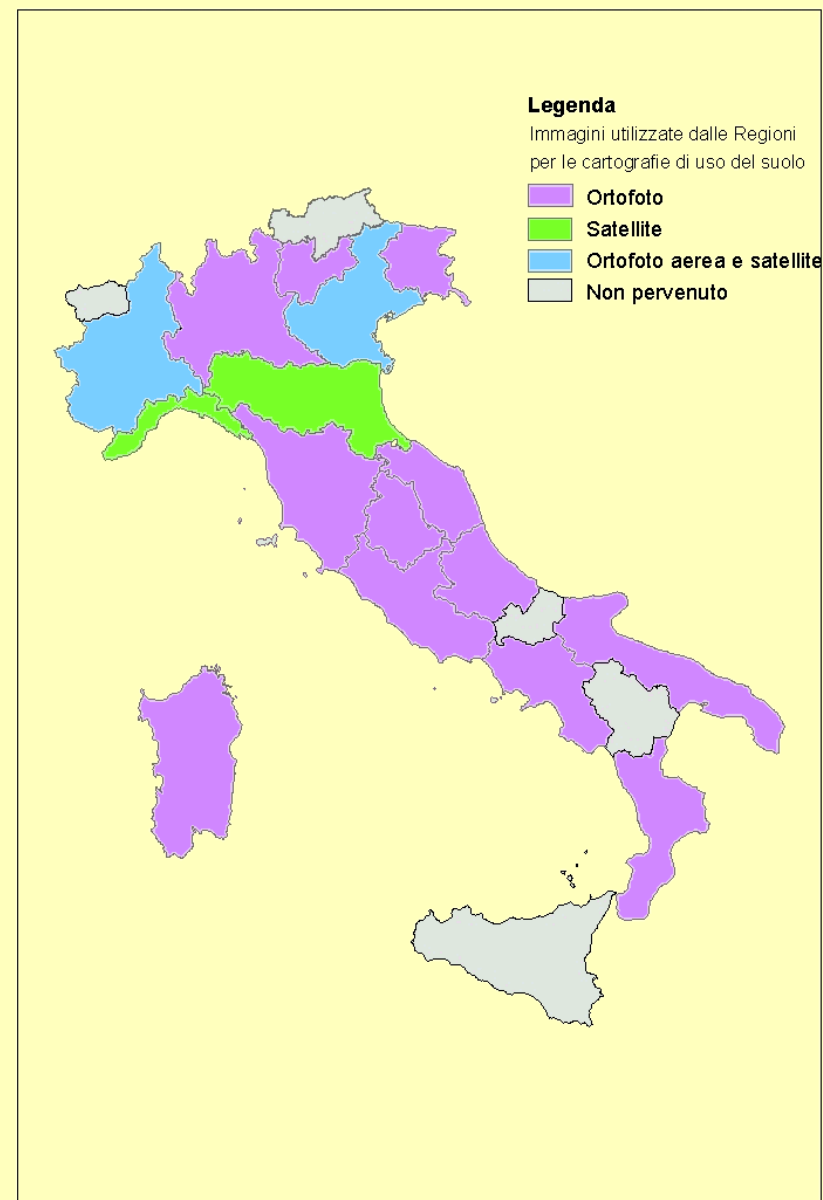 Legenda
Immagini utilizzate dalle Regioni
per le cartografie di uso del suolo
Ortofoto
Satellite
Ortofoto aerea e satellite
Non pervenuto